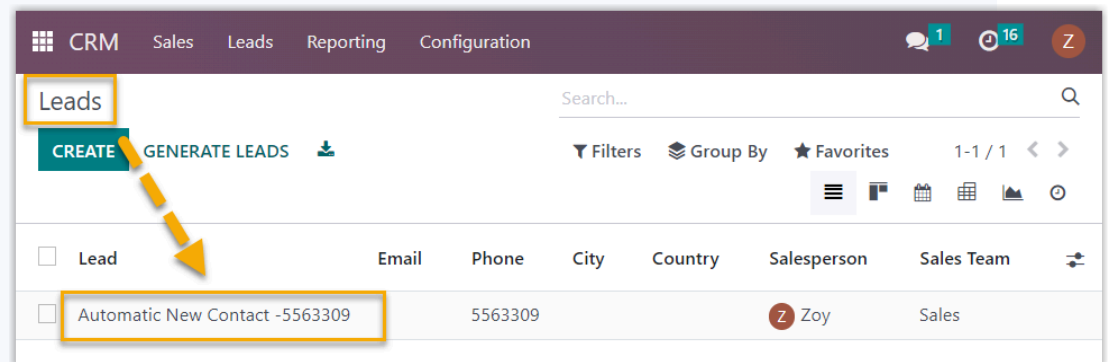 CRM Sales Leads Reporting Configuration 1 16 Z
Leads Search...
CREATE GENERATE LEADS Filters Group By Favorites 1-1 / 1
Lead Email Phone City Country Salesperson Sales Team
Automatic New Contact -5563309 5563309 Z Zoy Sales